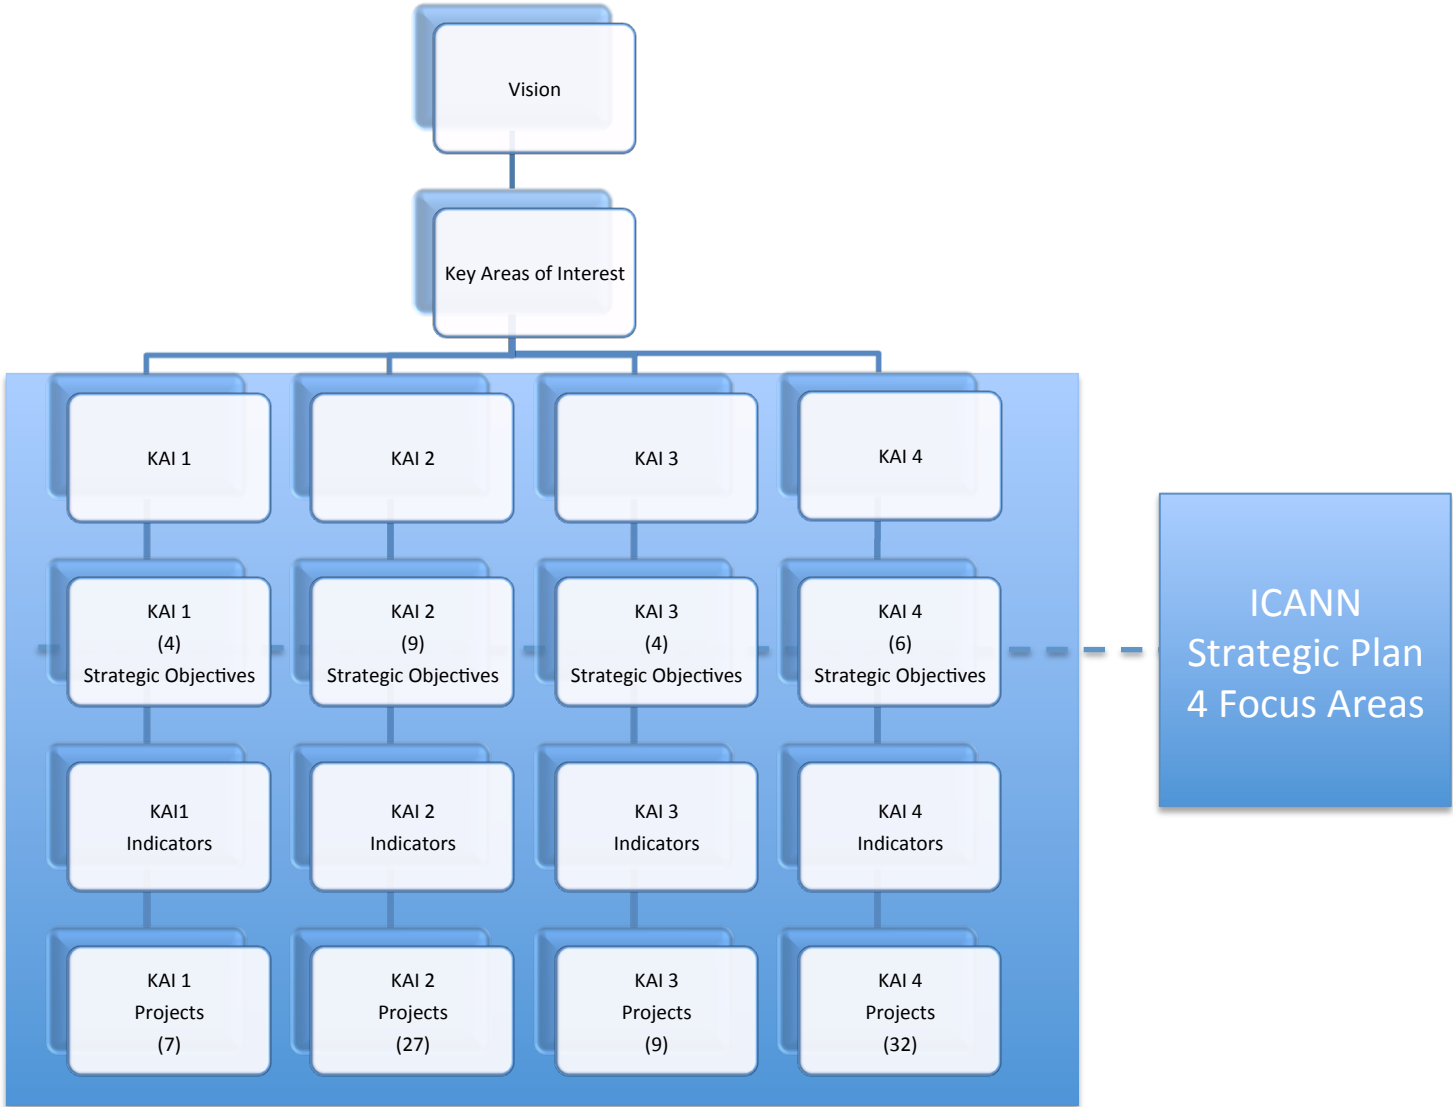 Vision
Key Areas of Interest
KAI 1
KAI 2
KAI 3
KAI 4
KAI 1
(4)
Strategic Objectives
KAI 2
(9)
Strategic Objectives
KAI 3
(4)
Strategic Objectives
KAI 4
(6)
Strategic Objectives
ICANN
Strategic Plan
4 Focus Areas
KAI1
Indicators
KAI 2
Indicators
KAI 3
Indicators
KAI 4
Indicators
KAI 1
Projects
(7)
KAI 2
Projects
(27)
KAI 3
Projects
(9)
KAI 4
Projects
(32)